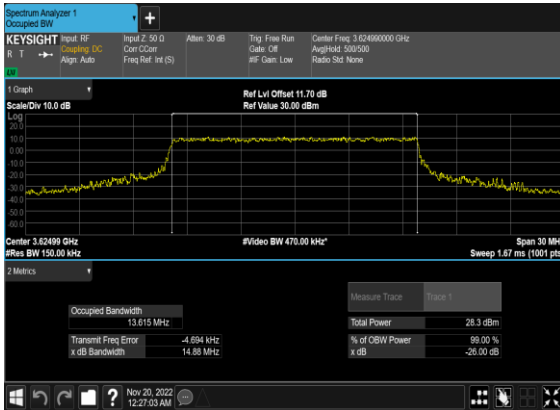 Spectrum Analyzer 1
Occupied BW
KEYSIGHT
R T
LW
Input: RF
Coupling: DC
Align: Auto
Input Z: 50 Ω
Corr CCorr
Freq Ref: Int (S)
Atten: 30 dB
Trig: Free Run
Gate: Off
#IF Gain: Low
Center Freq: 3.624990000 GHz
Avg|Hold: 500/500
Radio Std: None
1 Graph
Scale/Div 10.0 dB
Ref Lvl Offset 11.70 dB
Ref Value 30.00 dBm
Log
20.0
10.0
0.00
-10.0
-20.0
-30.0
-40.0
-50.0
-60.0
Center 3.62499 GHz
#Res BW 150.00 kHz
#Video BW 470.00 kHz*
Span 30 MH
Sweep 1.67 ms (1001 pts
2 Metrics
Measure Trace Trace 1
Occupied Bandwidth
13.615 MHz
Total Power 28.3 dBm
Transmit Freq Error -4.694 kHz
% of OBW Power 99.00 %
x dB Bandwidth 14.88 MHz
x dB -26.00 dB
Nov 20, 2022
12:27:03 AM